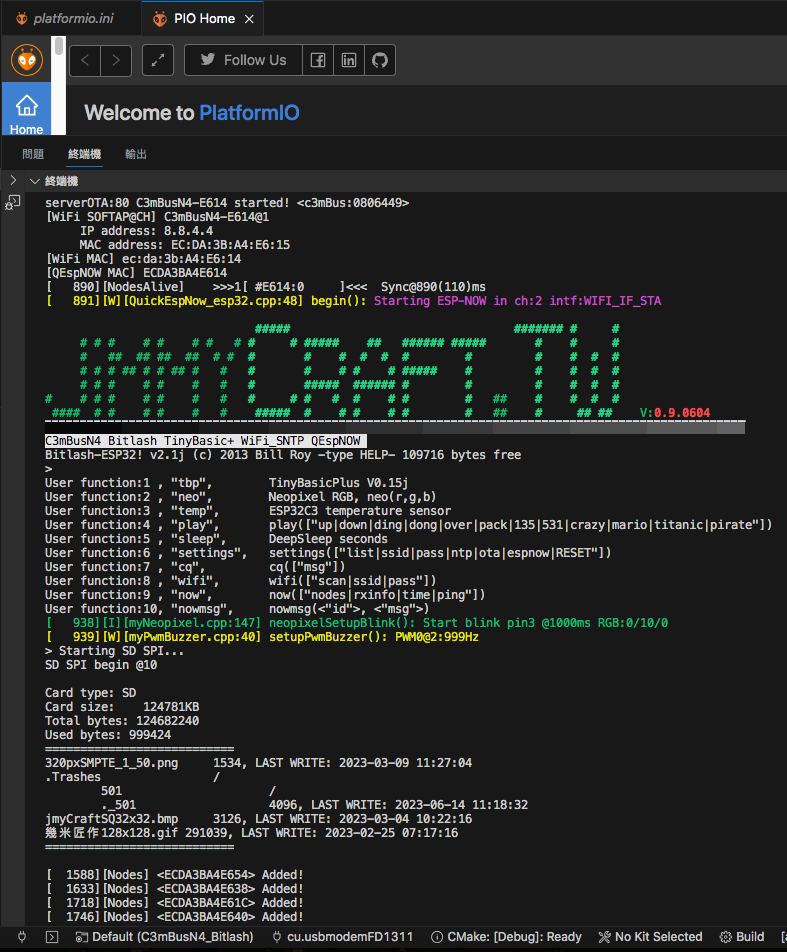 platformio.ini
PIO Home
Follow Us
Home
Welcome to PlatformIO
問題 終端機 輸出
終端機
serverOTA:80 C3mBusN4-E614 started! <c3mBus:0806449>
[WiFi SOFTAP@CH] C3mBusN4-E614@1
IP address: 8.8.4.4
MAC address: EC:DA:3B:A4:E6:15
[WiFi MAC] ec:da:3b:A4:E6:14
[QEspNOW MAC] ECDA3BA4E614
[   890][NodesAlive]    >>>1[ #E614:0     ]<<<  Sync@890(110)ms
[   891][W][QuickEspNow_esp32.cpp:48] begin(): Starting ESP-NOW in ch:2 intf:WIFI_IF_STA
V:0.9.0604
C3mBusN4 Bitlash TinyBasic+ WiFi_SNTP QEspNOW
Bitlash-ESP32! v2.1j (c) 2013 Bill Roy -type HELP- 109716 bytes free
>
User function:1 , "tbp",        TinyBasicPlus V0.15j
User function:2 , "neo",        Neopixel RGB, neo(r,g,b)
User function:3 , "temp",       ESP32C3 temperature sensor
User function:4 , "play",       play(["up|down|ding|dong|over|pack|135|531|crazy|mario|titanic|pirate"])
User function:5 , "sleep",      DeepSleep seconds
User function:6 , "settings",   settings(["list|ssid|pass|ntp|ota|espnow|RESET"])
User function:7 , "cq",         cq(["msg"])
User function:8 , "wifi",       wifi(["scan|ssid|pass"])
User function:9 , "now",        now(["nodes|rxinfo|time|ping"])
User function:10, "nowmsg",     nowmsg(<"id">, <"msg">)
[   938][I][myNeopixel.cpp:147] neopixelSetupBlink(): Start blink pin3 @1000ms RGB:0/10/0
[   939][W][myPwmBuzzer.cpp:40] setupPwmBuzzer(): PWM0@2:999Hz
> Starting SD SPI...
SD SPI begin @10
Card type: SD
Card size:    124781KB
Total bytes: 124682240
Used bytes: 999424
===========================
320pxSMPTE_1_50.png     1534, LAST WRITE: 2023-03-09 11:27:04
.Trashes                /
501                     /
._501                   4096, LAST WRITE: 2023-06-14 11:18:32
jmyCraftSQ32x32.bmp     3126, LAST WRITE: 2023-03-04 10:22:16
幾米匠作128x128.gif 291039, LAST WRITE: 2023-02-25 07:17:16
===========================
[  1588][Nodes] <ECDA3BA4E654> Added!
[  1633][Nodes] <ECDA3BA4E638> Added!
[  1718][Nodes] <ECDA3BA4E61C> Added!
[  1746][Nodes] <ECDA3BA4E640> Added!
Default (C3mBusN4_Bitlash) cu.usbmodemFD1311 CMake: [Debug]: Ready No Kit Selected Build